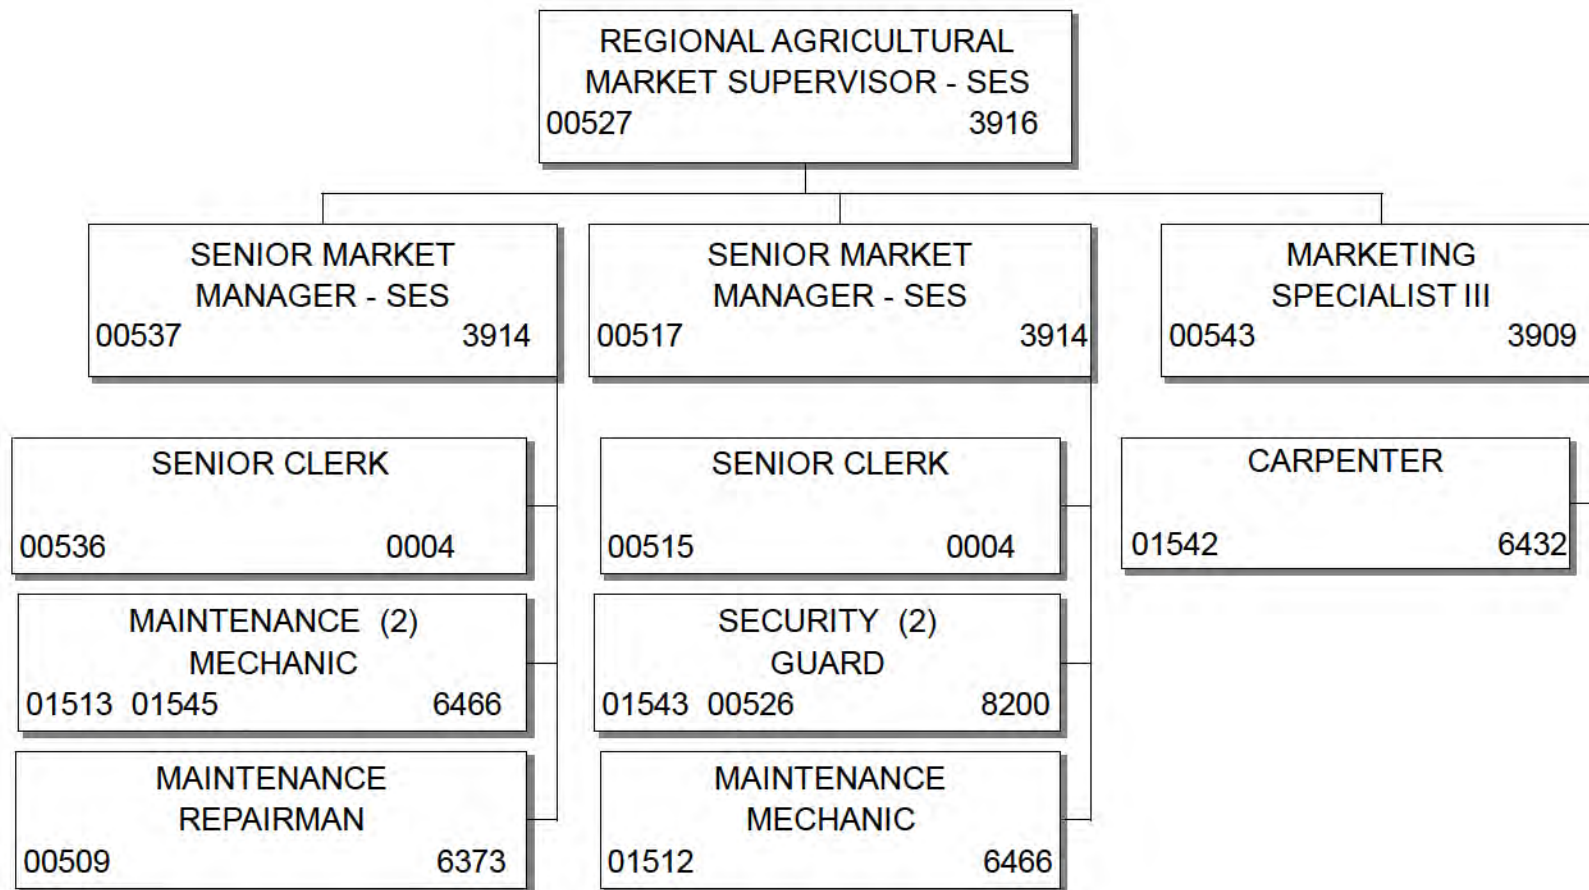 REGIONAL AGRICULTURAL
MARKET SUPERVISOR - SES
00527 3916
SENIOR MARKET
MANAGER - SES
00537 3914
SENIOR MARKET
MANAGER - SES
00517 3914
MARKETING
SPECIALIST III
00543 3909
SENIOR CLERK
00536 0004
SENIOR CLERK
00515 0004
CARPENTER
01542 6432
MAINTENANCE (2)
MECHANIC
01513 01545 6466
SECURITY (2)
GUARD
01543 00526 8200
MAINTENANCE
REPAIRMAN
00509 6373
MAINTENANCE
MECHANIC
01512 6466